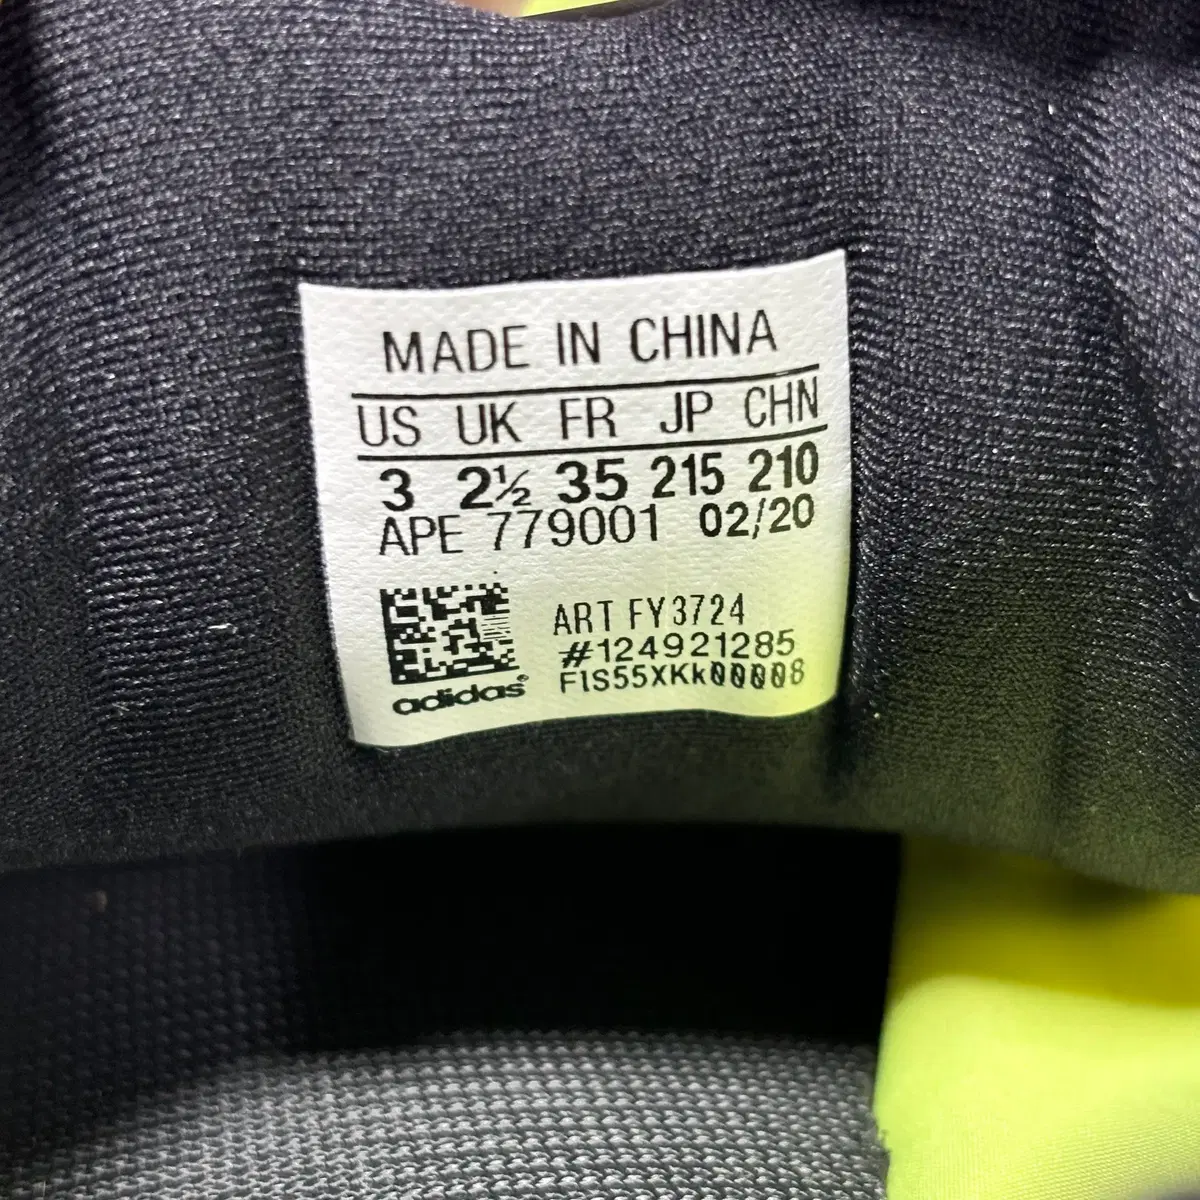 MADE IN CHINA
US UK FR JP CHN
3 2½ 35 215 210
APE 779001 02/20
ART FY3724
#124921285
F1S55XKk00008
adidas®